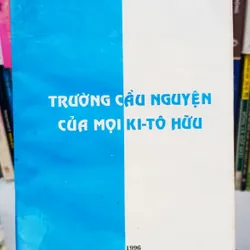 TRƯỜNG CẦU NGUYỆN
CỦA MỌI KI-TÔ HỮU
1996